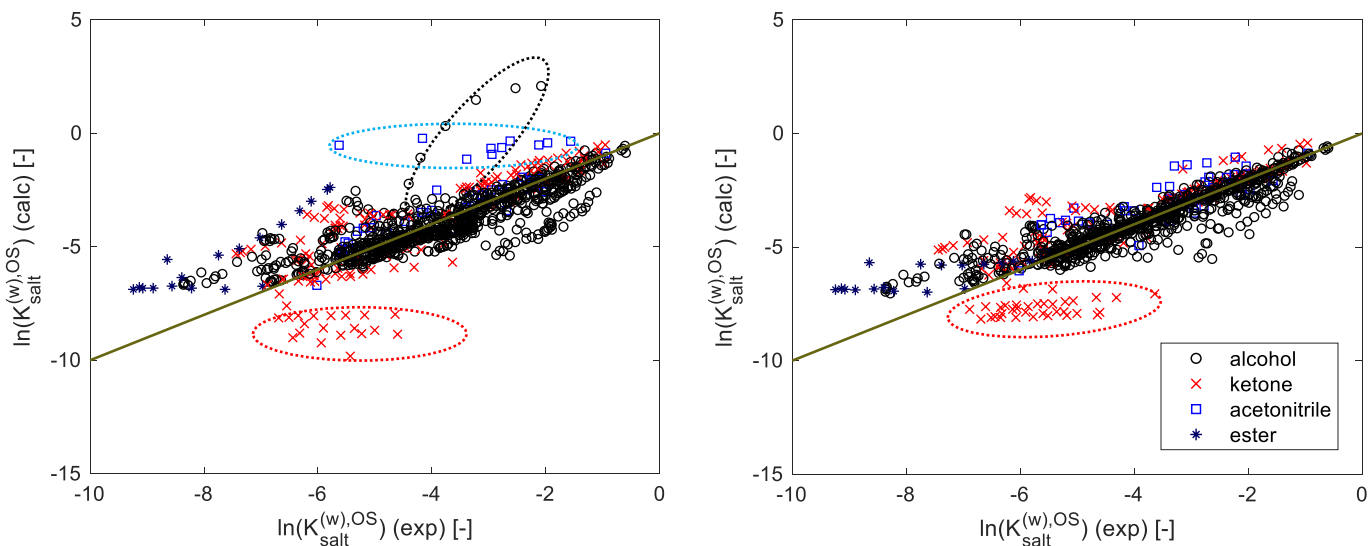 5
0
-5
-10
-15
ln(K_salt^(w),OS) (calc) [-]
-10 -8 -6 -4 -2 0
ln(K_salt^(w),OS) (exp) [-]
5
0
-5
-10
-15
ln(K_salt^(w),OS) (calc) [-]
alcohol
ketone
acetonitrile
ester
-10 -8 -6 -4 -2 0
ln(K_salt^(w),OS) (exp) [-]